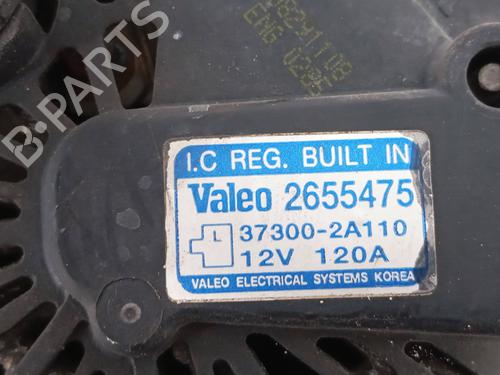 I.C REG. BUILT IN
Valeo 2655475
L 37300-2A110
12V 120A
VALEO ELECTRICAL SYSTEMS KOREA
B-PARTS